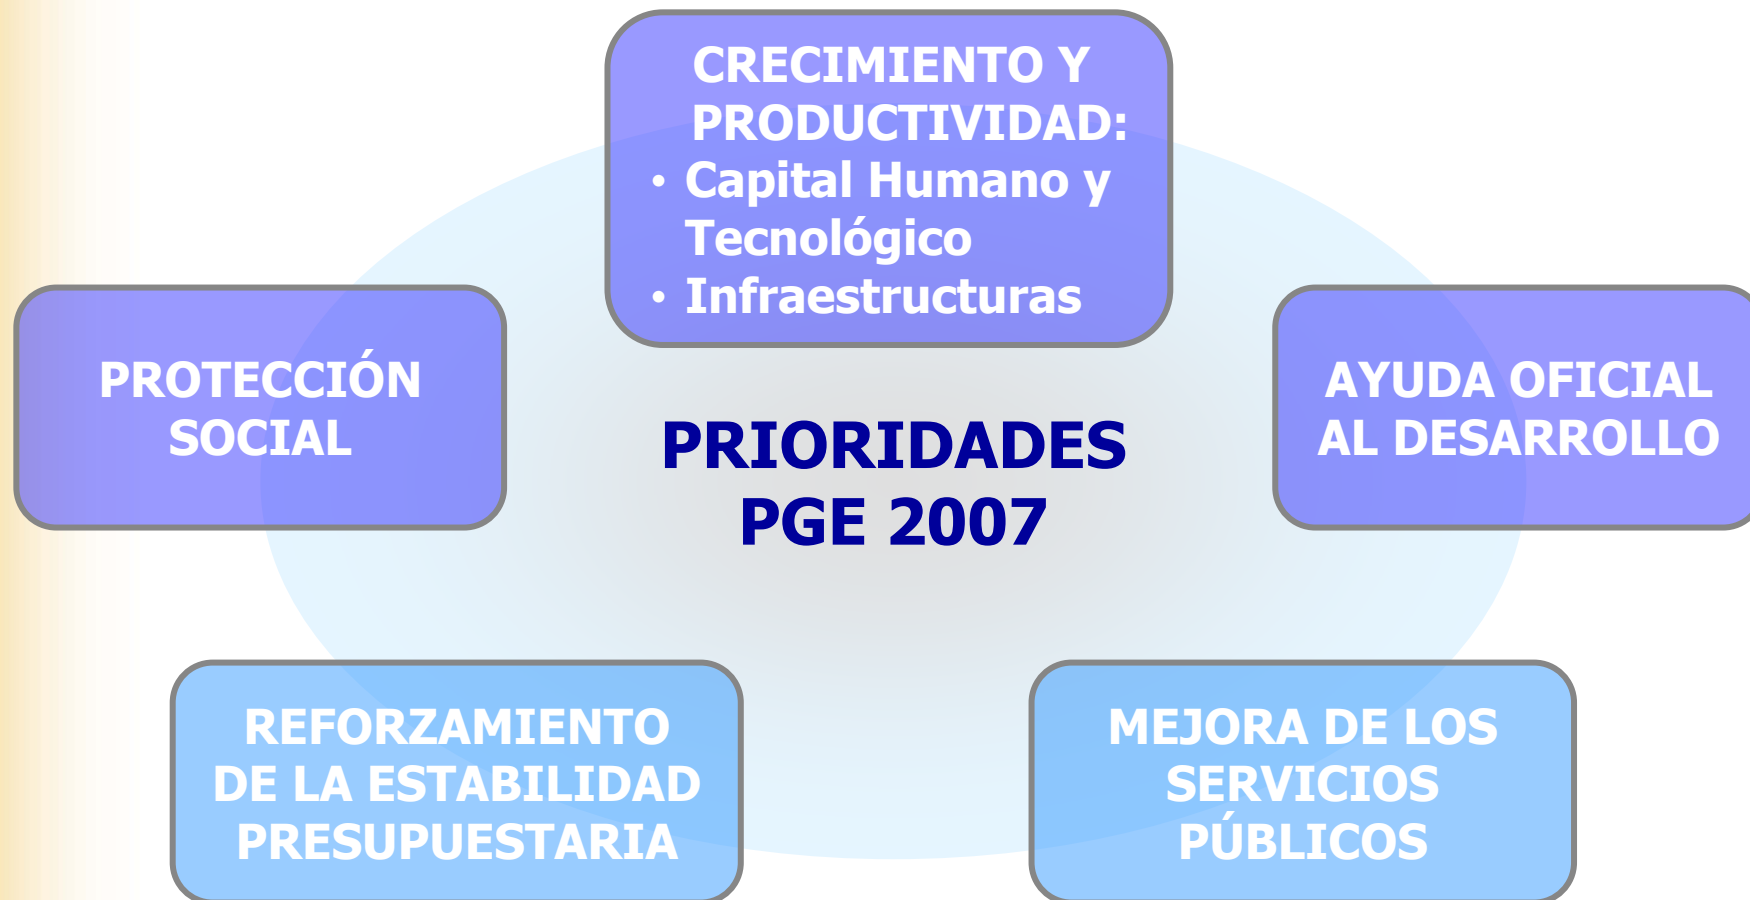 CRECIMIENTO Y
PRODUCTIVIDAD:
• Capital Humano y
Tecnológico
• Infraestructuras
PROTECCIÓN
SOCIAL
PRIORIDADES
PGE 2007
AYUDA OFICIAL
AL DESARROLLO
REFORZAMIENTO
DE LA ESTABILIDAD
PRESUPUESTARIA
MEJORA DE LOS
SERVICIOS
PÚBLICOS